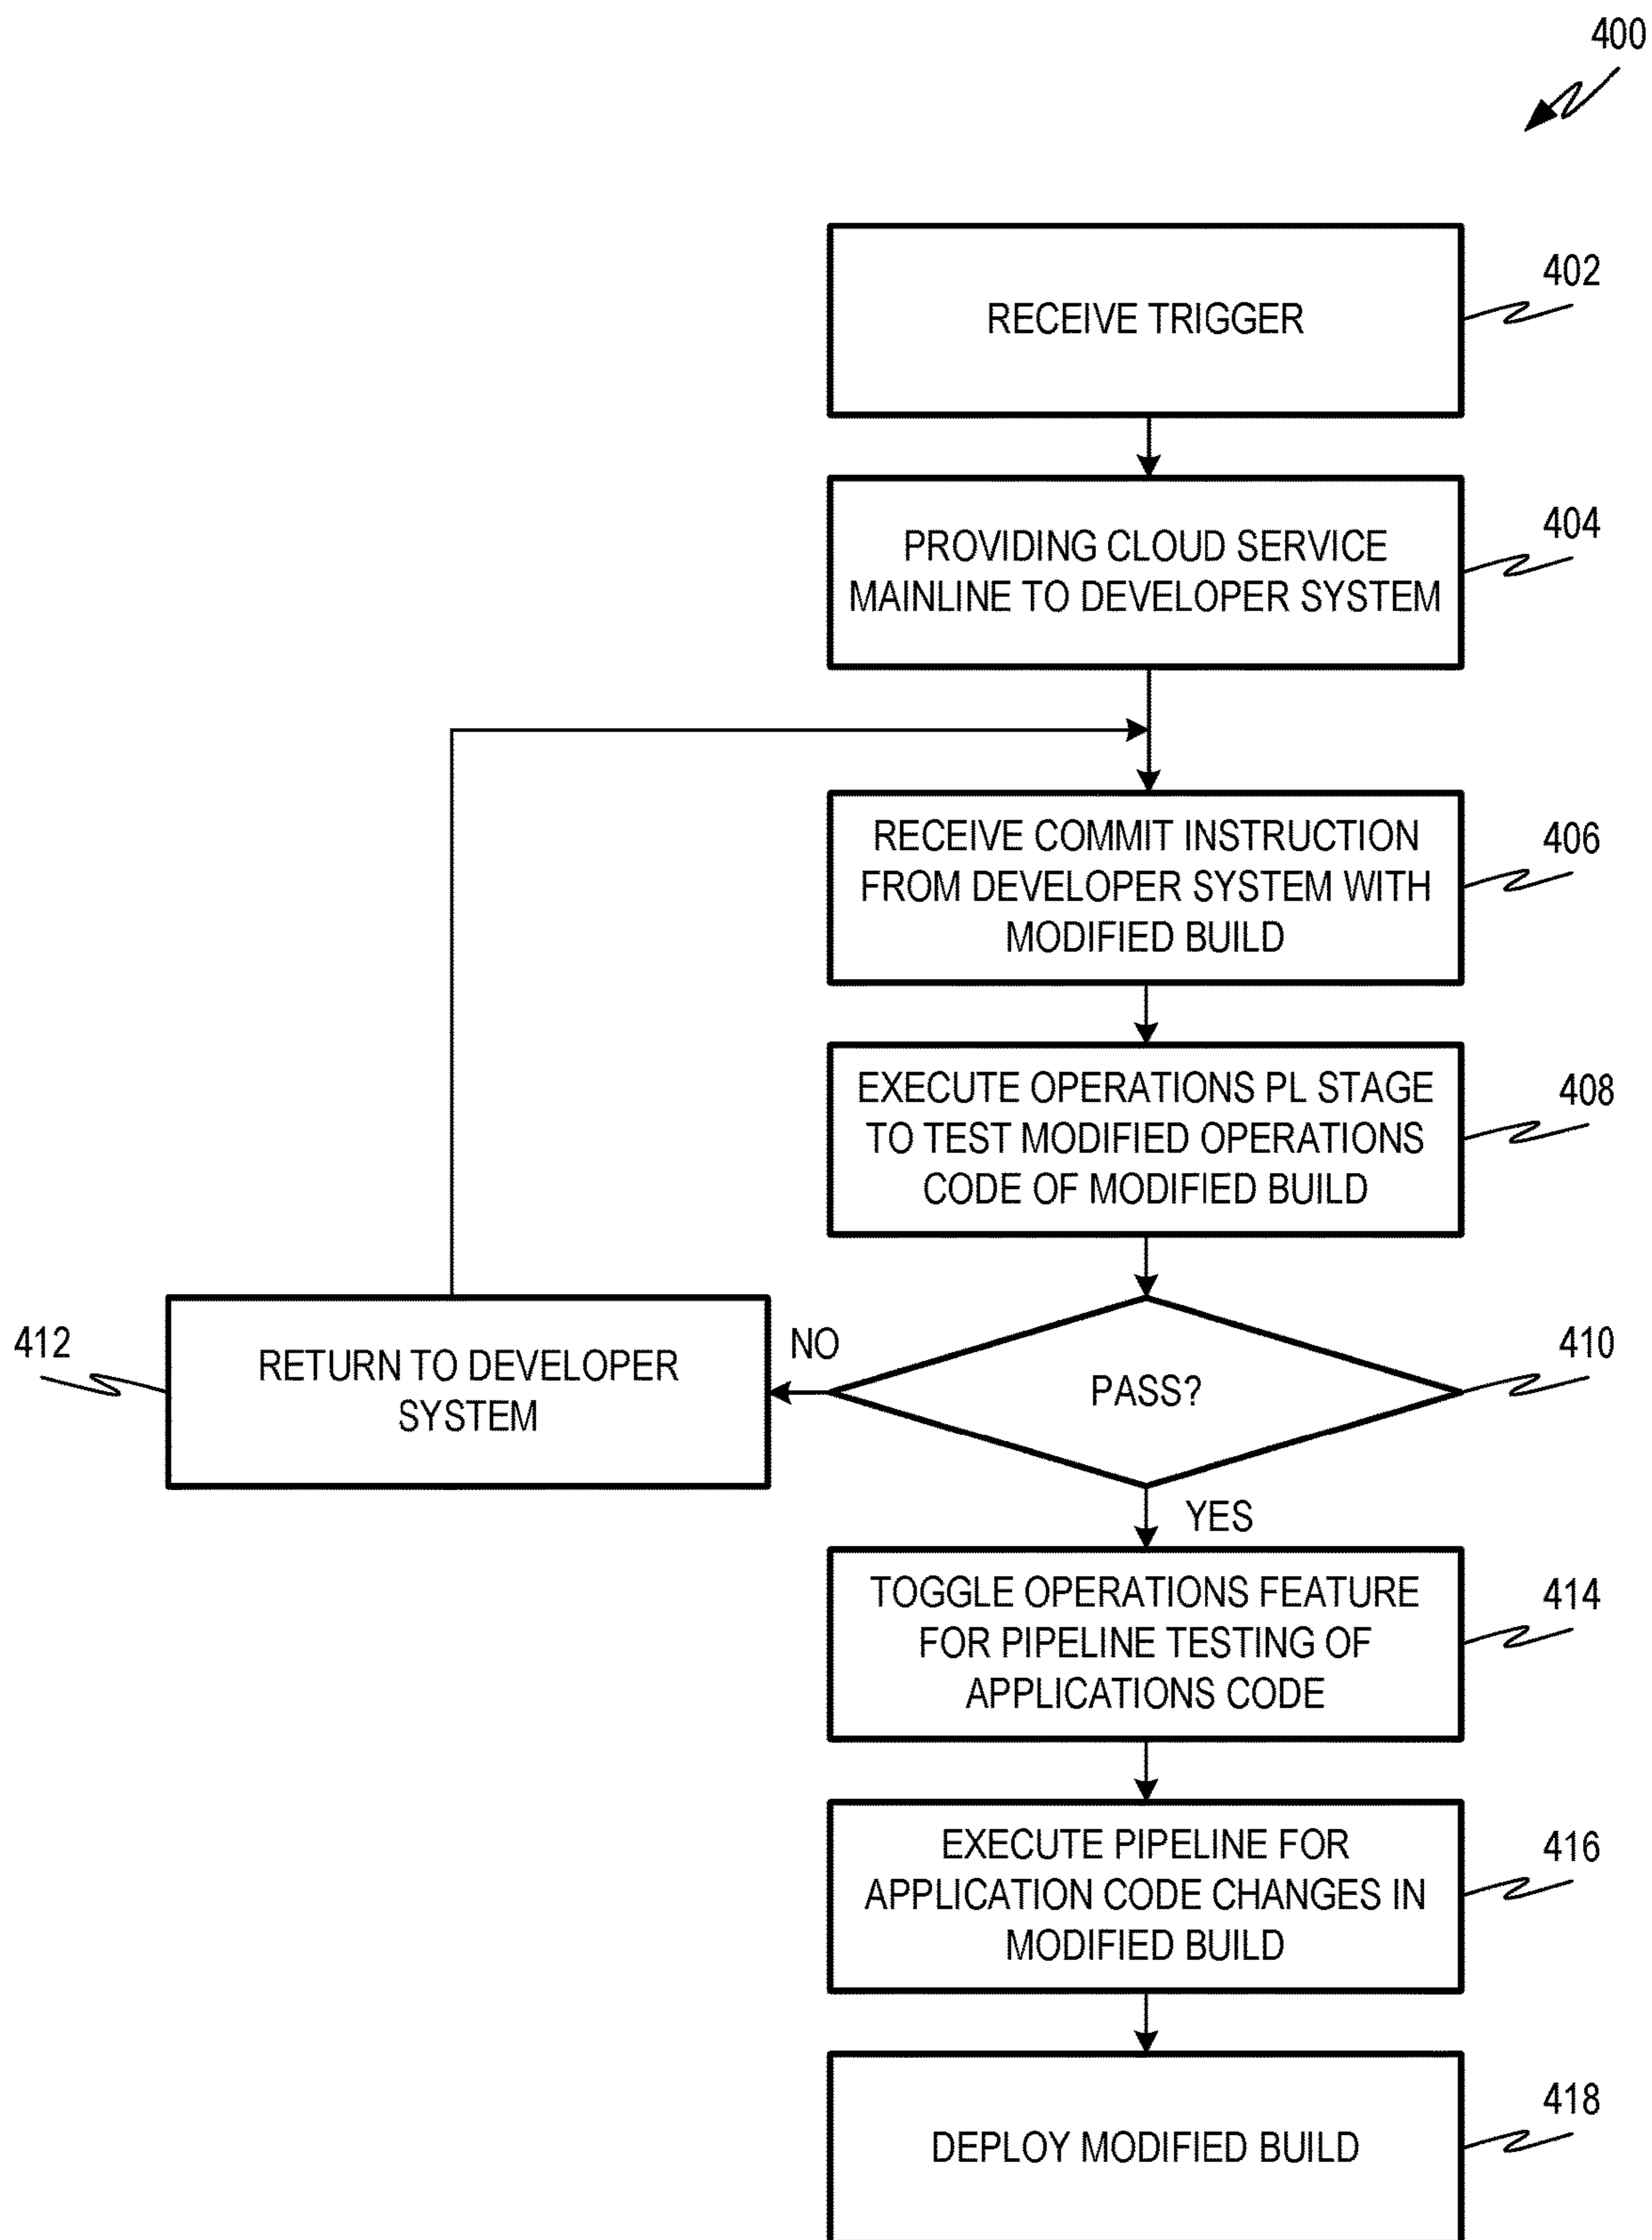 400
RECEIVE TRIGGER
402
PROVIDING CLOUD SERVICE
MAINLINE TO DEVELOPER SYSTEM
404
RECEIVE COMMIT INSTRUCTION
FROM DEVELOPER SYSTEM WITH
MODIFIED BUILD
406
EXECUTE OPERATIONS PL STAGE
TO TEST MODIFIED OPERATIONS
CODE OF MODIFIED BUILD
408
412
RETURN TO DEVELOPER
SYSTEM
NO
PASS?
410
YES
TOGGLE OPERATIONS FEATURE
FOR PIPELINE TESTING OF
APPLICATIONS CODE
414
EXECUTE PIPELINE FOR
APPLICATION CODE CHANGES IN
MODIFIED BUILD
416
DEPLOY MODIFIED BUILD
418